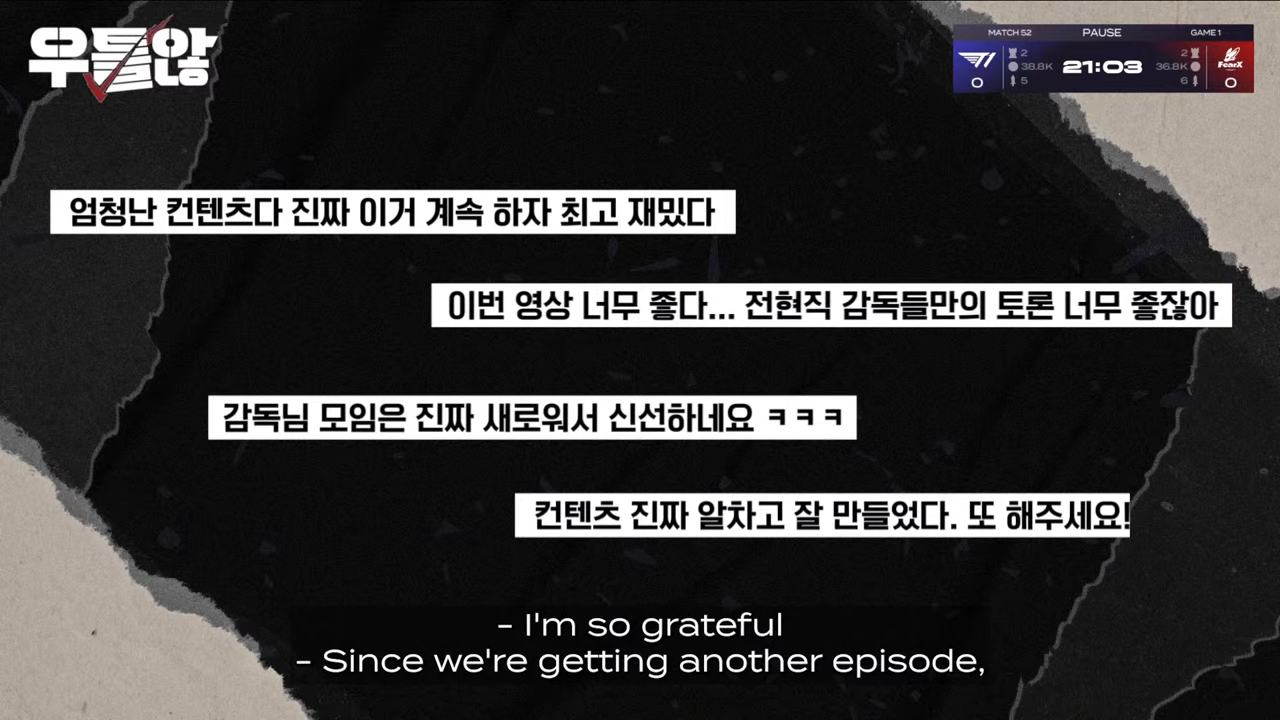 우틀않
MATCH 52 PAUSE GAME 1
2 2
38.8K 21:03 36.8K
5 6
T1 FearX
0 0
엄청난 컨텐츠다 진짜 이거 계속 하자 최고 재밌다
이번 영상 너무 좋다... 전현직 감독들만의 토론 너무 좋잖아
감독님 모임은 진짜 새로워서 신선하네요 ㅋㅋㅋ
컨텐츠 진짜 알차고 잘 만들었다. 또 해주세요!
- I'm so grateful
- Since we're getting another episode,